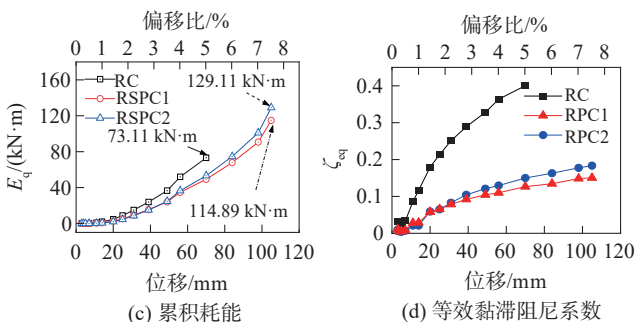 偏移比/%
0 1 2 3 4 5 6 7 8
160
120
80
40
0
E_q/(kN·m)
RC
RSPC1
RSPC2
129.11 kN·m
73.11 kN·m
114.89 kN·m
0 20 40 60 80 100 120
位移/mm
(c) 累积耗能
偏移比/%
0 1 2 3 4 5 6 7 8
0.4
0.3
0.2
0.1
0
ζeq
RC
RPC1
RPC2
0 20 40 60 80 100 120
位移/mm
(d) 等效黏滞阻尼系数